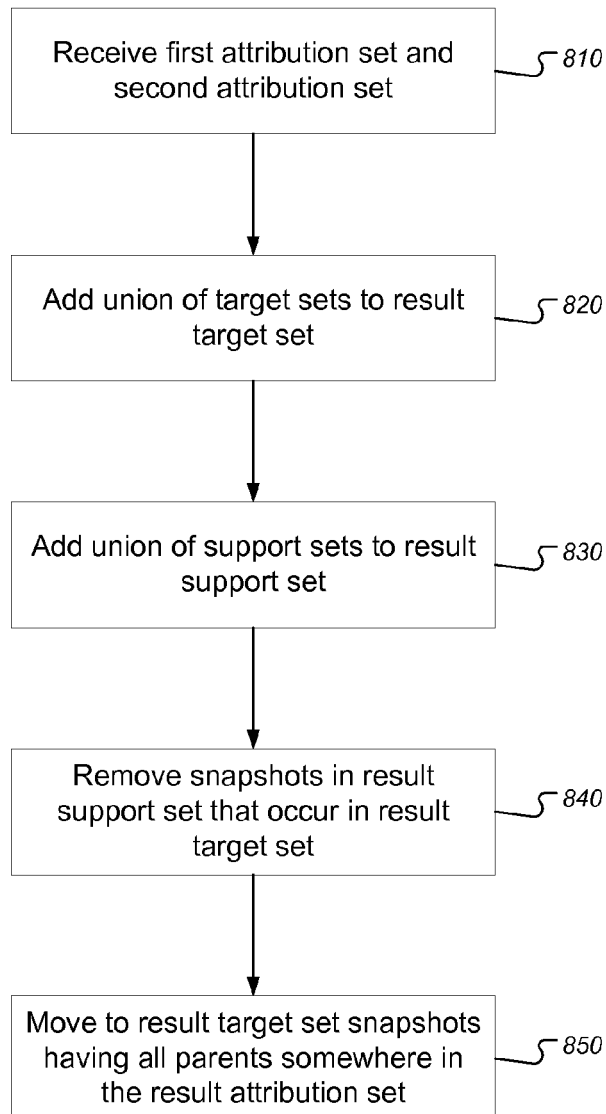 Receive first attribution set and
second attribution set
810
Add union of target sets to result
target set
820
Add union of support sets to result
support set
830
Remove snapshots in result
support set that occur in result
target set
840
Move to result target set snapshots
having all parents somewhere in
the result attribution set
850